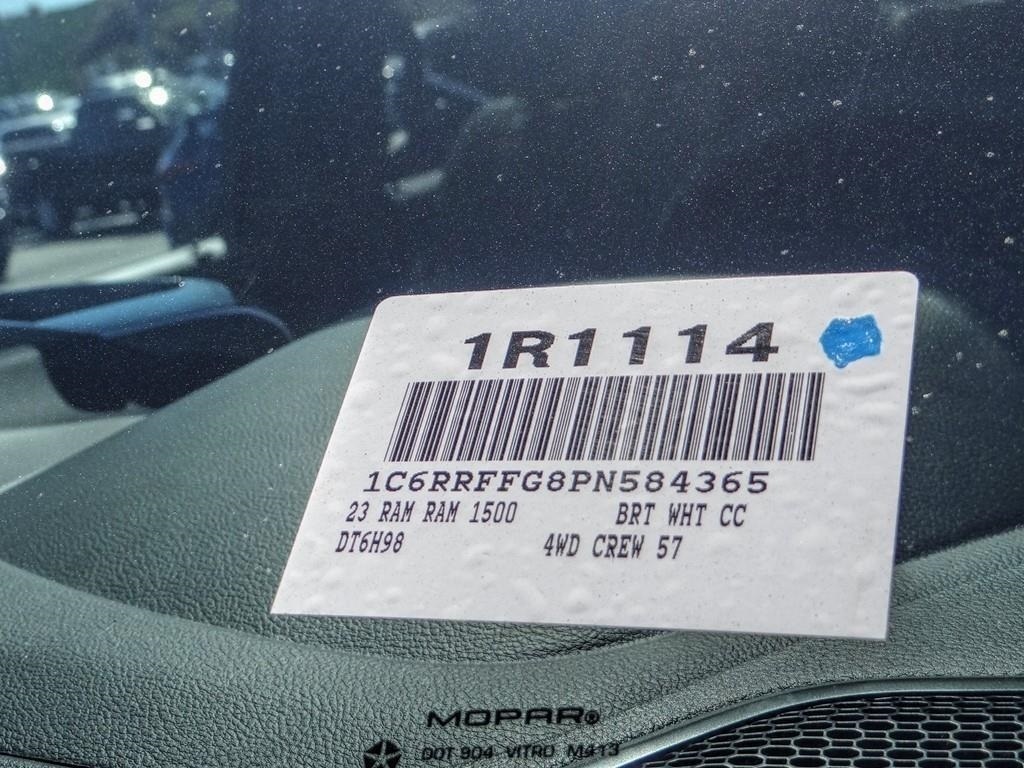 1R1114
1C6RRFFG8PN584365
23 RAM RAM 1500 BRT WHT CC
DT6H98 4WD CREW 57
MOPAR®
DOT 904 VITRO M413